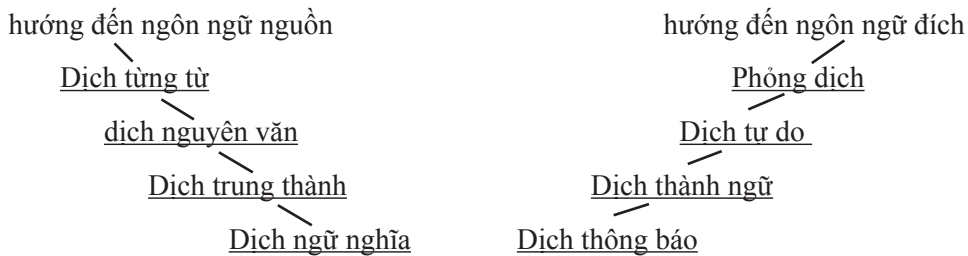 hướng đến ngôn ngữ nguồn hướng đến ngôn ngữ đích
Dịch từng từ Phỏng dịch
dịch nguyên văn Dịch tự do
Dịch trung thành Dịch thành ngữ
Dịch ngữ nghĩa Dịch thông báo